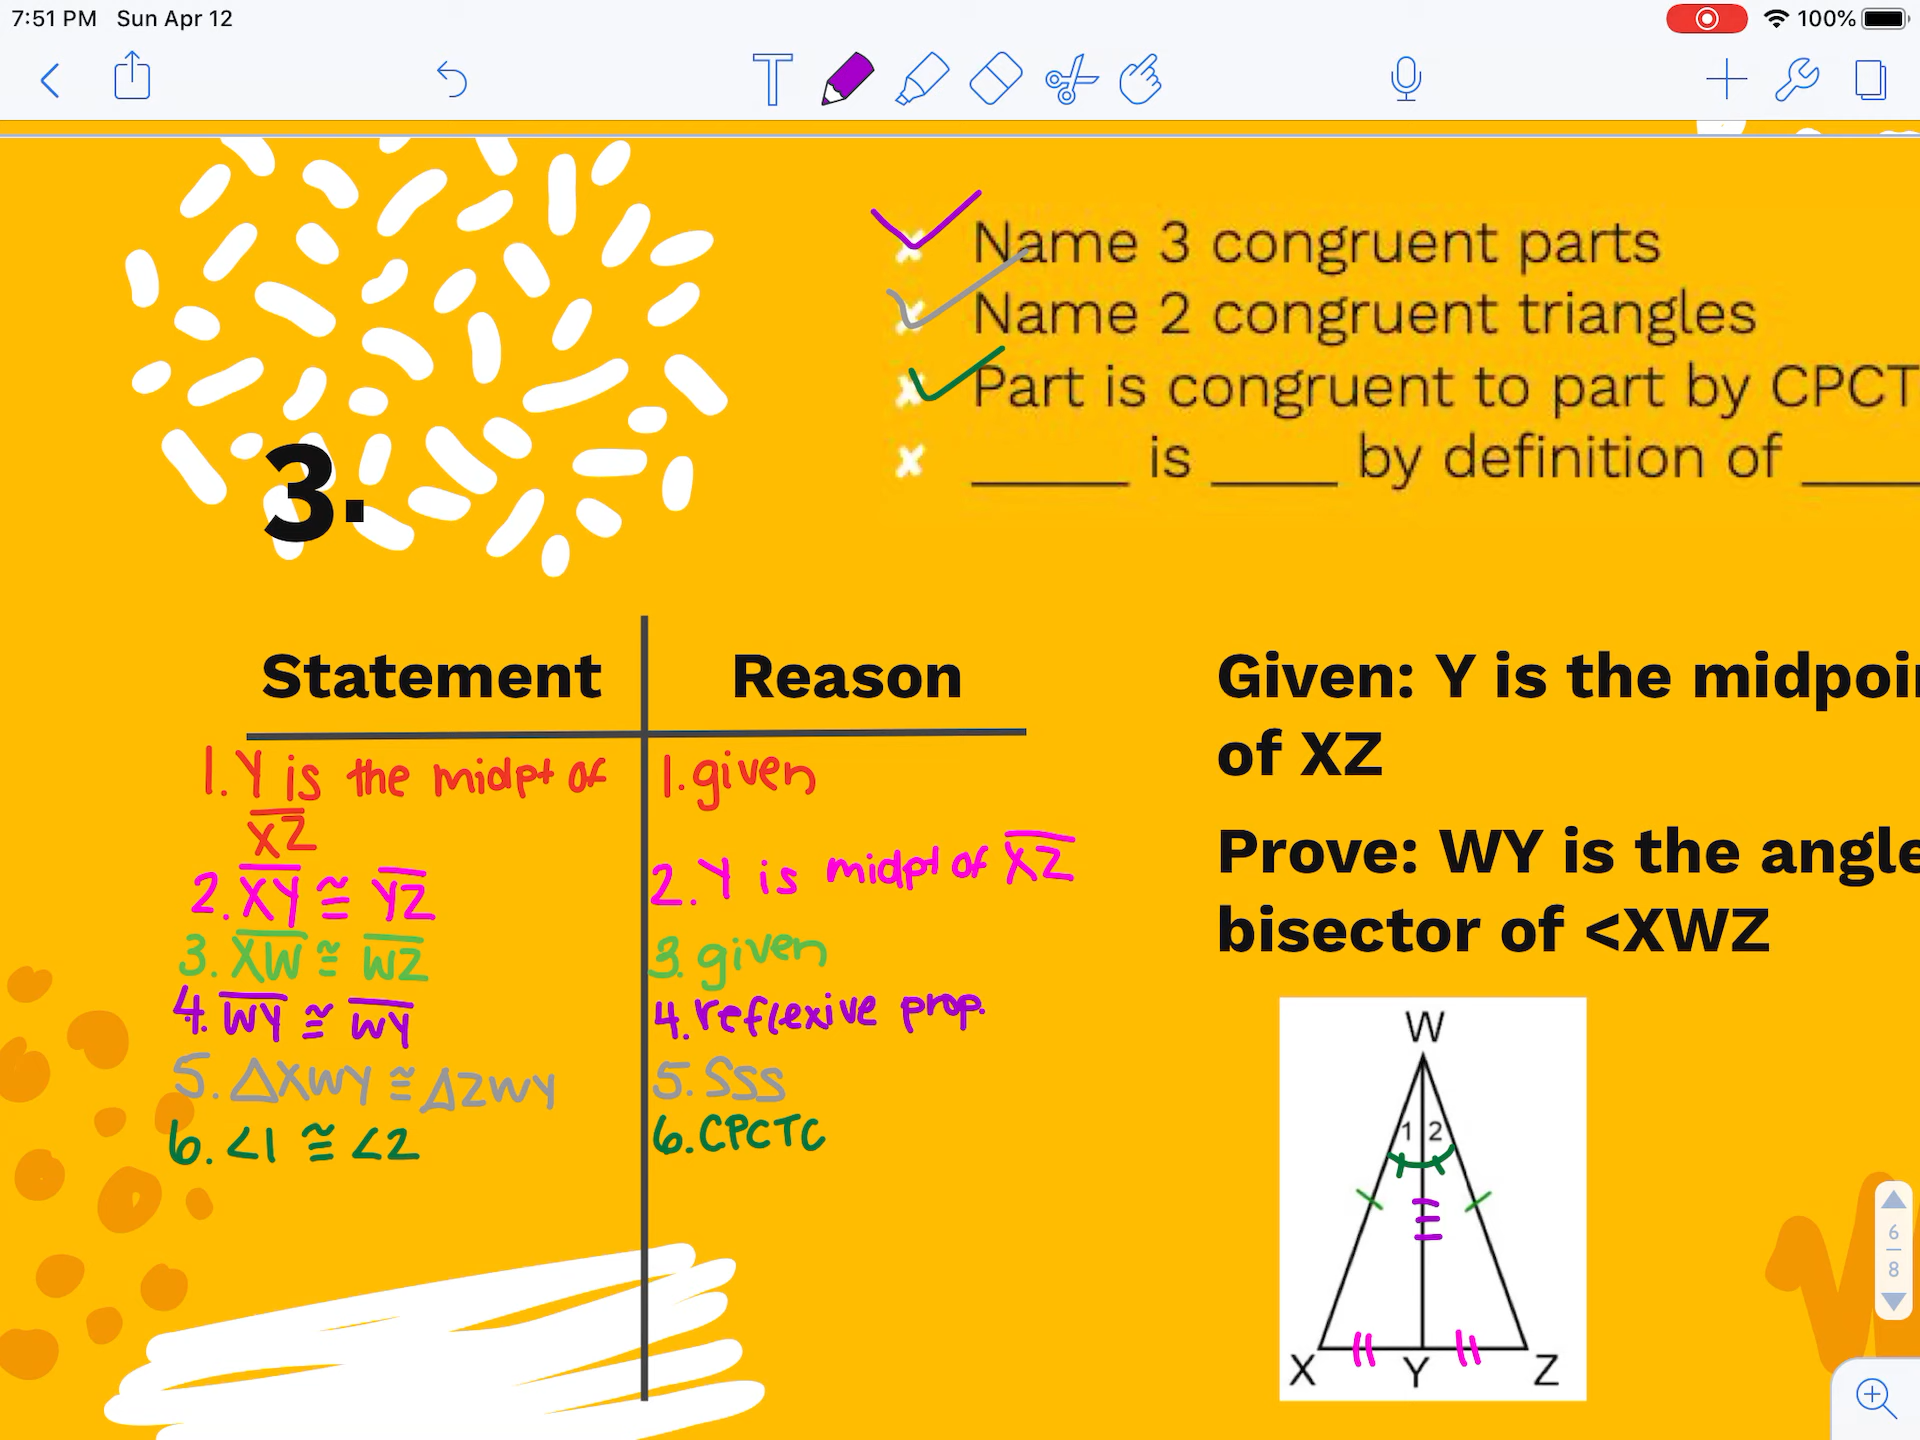 7:51 PM Sun Apr 12
100%
T
Name 3 congruent parts
Name 2 congruent triangles
Part is congruent to part by CPCT
_____ is ____ by definition of ____
3.
Statement
Reason
1. Y is the midpt of
XZ
1. given
2. XY ≅ YZ
2. Y is midpt of XZ
3. XW ≅ WZ
3. given
4. WY ≅ WY
4. reflexive prop.
5. △XWY ≅ △ZWY
5. SSS
6. ∠1 ≅ ∠2
6. CPCTC
Given: Y is the midpoi
of XZ
Prove: WY is the angle
bisector of <XWZ
W
1 2
X Y Z
6
8